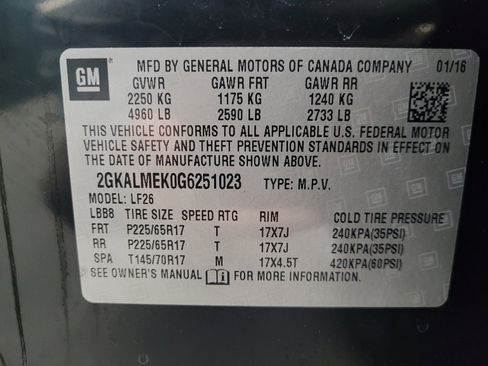 GM
MFD BY GENERAL MOTORS OF CANADA COMPANY 01/16
GVWR GAWR FRT GAWR RR
2250 KG 1175 KG 1240 KG
4960 LB 2590 LB 2733 LB
THIS VEHICLE CONFORMS TO ALL APPLICABLE U.S. FEDERAL MOTOR
VEHICLE SAFETY AND THEFT PREVENTION STANDARDS IN EFFECT ON
THE DATE OF MANUFACTURE SHOWN ABOVE.
2GKALMEK0G6251023 TYPE: M.P.V.
MODEL: LF26
LBB8 TIRE SIZE SPEED RTG RIM COLD TIRE PRESSURE
FRT P225/65R17 T 17X7J 240KPA(35PSI)
RR P225/65R17 T 17X7J 240KPA(35PSI)
SPA T145/70R17 M 17X4.5T 420KPA(60PSI)
SEE OWNER'S MANUAL FOR MORE INFORMATION.